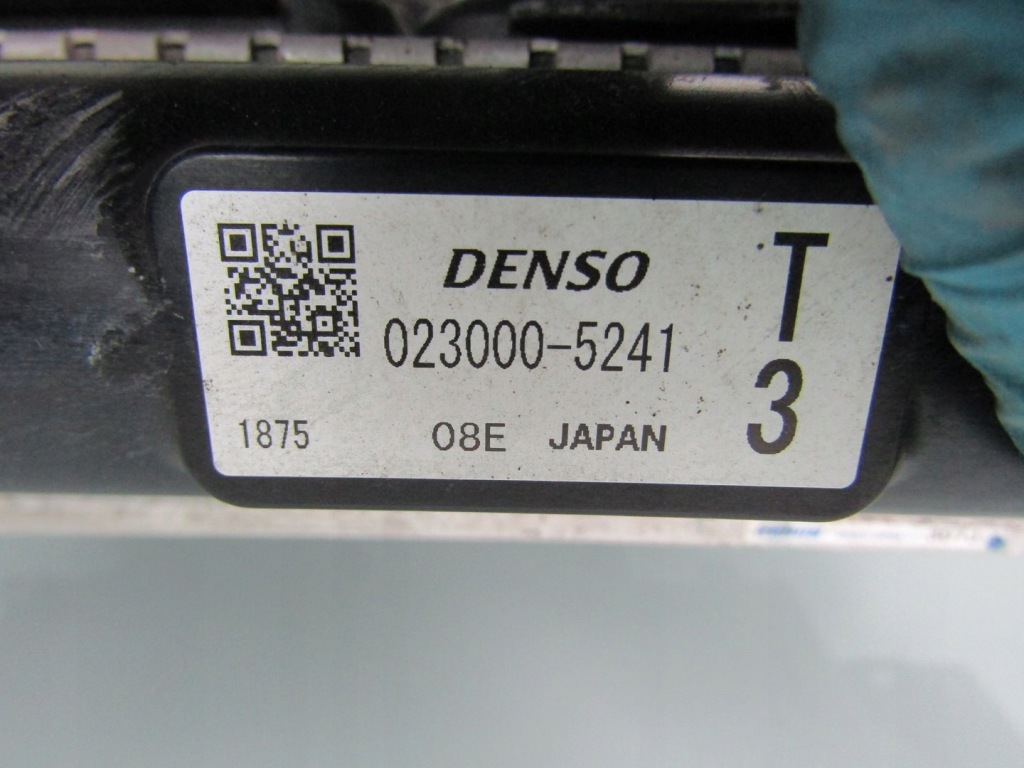 DENSO
023000-5241
1875 08E JAPAN
T
3